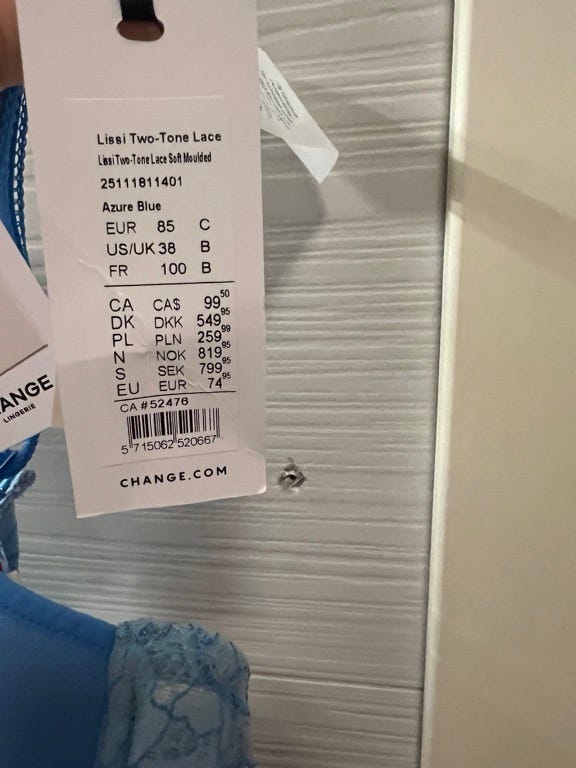 Lissi Two-Tone Lace
Lissi Two-Tone Lace Soft Moulded
25111811401
Azure Blue
EUR 85 C
US/UK 38 B
FR 100 B
CA CA$ 99 50
DK DKK 549 95
PL PLN 259 99
N NOK 819 95
S SEK 799 95
EU EUR 74 95
CA # 52476
5 715062 520667
CHANGE.COM
ANGE
LINGERIE